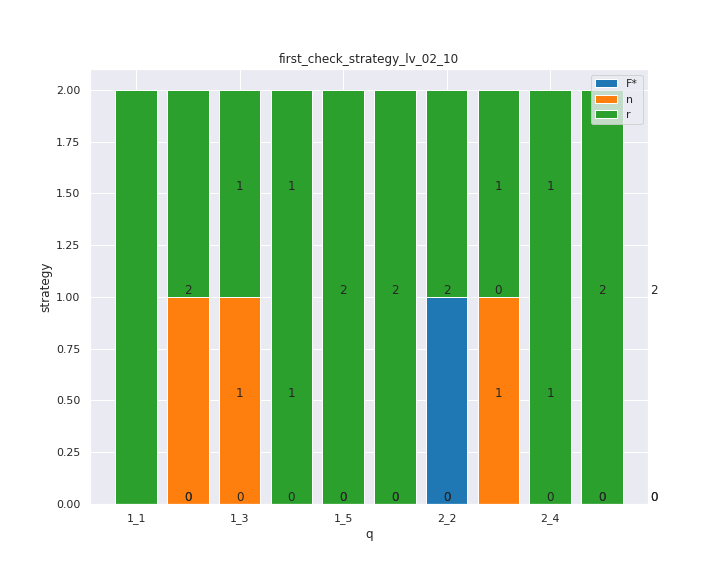 first_check_strategy_lv_02_10
2.00
1.75
1.50
1.25
1.00
0.75
0.50
0.25
0.00
strategy
F*
n
r
1 1 1 1
2 2 2 2 0 2 2
1 1 1 1
0 0 0 0 0 0 0 0 0
1_1 1_3 1_5 2_2 2_4
q